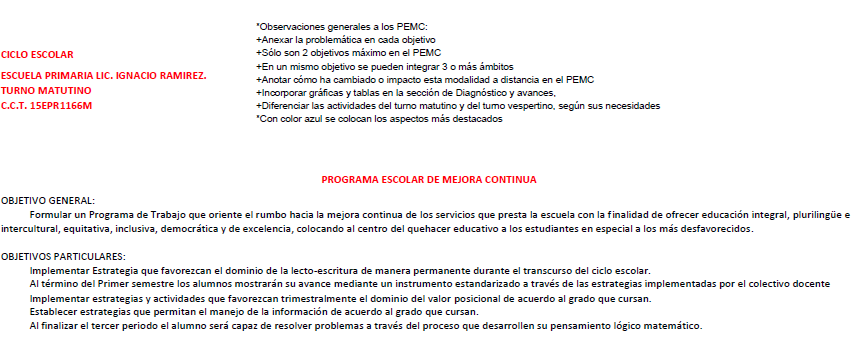 *Observaciones generales a los PEMC:
+Anexar la problemática en cada objetivo
+Sólo son 2 objetivos máximo en el PEMC
+En un mismo objetivo se pueden integrar 3 o más ámbitos
+Anotar cómo ha cambiado o impacto esta modalidad a distancia en el PEMC
+Incorporar gráficas y tablas en la sección de Diagnóstico y avances,
+Diferenciar las actividades del turno matutino y del turno vespertino, según sus necesidades
*Con color azul se colocan los aspectos más destacados
CICLO ESCOLAR
ESCUELA PRIMARIA LIC. IGNACIO RAMIREZ.
TURNO MATUTINO
C.C.T. 15EPR1166M
PROGRAMA ESCOLAR DE MEJORA CONTINUA
OBJETIVO GENERAL:
Formular un Programa de Trabajo que oriente el rumbo hacia la mejora continua de los servicios que presta la escuela con la finalidad de ofrecer educación integral, plurilingüe e
intercultural, equitativa, inclusiva, democrática y de excelencia, colocando al centro del quehacer educativo a los estudiantes en especial a los más desfavorecidos.
OBJETIVOS PARTICULARES:
Implementar Estrategia que favorezcan el dominio de la lecto-escritura de manera permanente durante el transcurso del ciclo escolar.
Al término del Primer semestre los alumnos mostrarán su avance mediante un instrumento estandarizado a través de las estrategias implementadas por el colectivo docente
Implementar estrategias y actividades que favorezcan trimestralmente el dominio del valor posicional de acuerdo al grado que cursan.
Establecer estrategias que permitan el manejo de la información de acuerdo al grado que cursan.
Al finalizar el tercer periodo el alumno será capaz de resolver problemas a través del proceso que desarrollen su pensamiento lógico matemático.